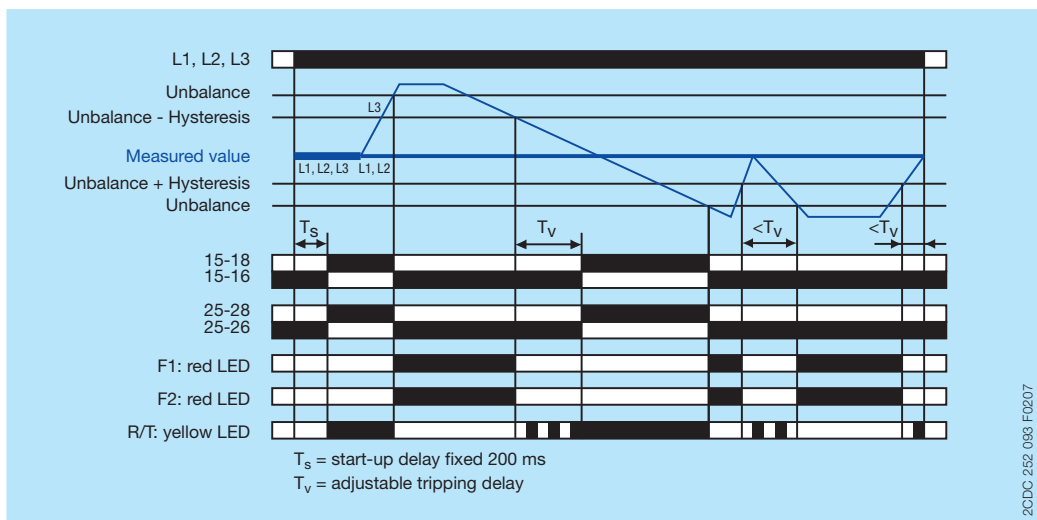 L1, L2, L3
Unbalance
L3
Unbalance - Hysteresis
Measured value
L1, L2, L3
L1, L2
Unbalance + Hysteresis
Unbalance
Ts
Tv
<Tv
<Tv
15-18
15-16
25-28
25-26
F1: red LED
F2: red LED
R/T: yellow LED
Ts = start-up delay fixed 200 ms
Tv = adjustable tripping delay
2CDC 252 093 F0207